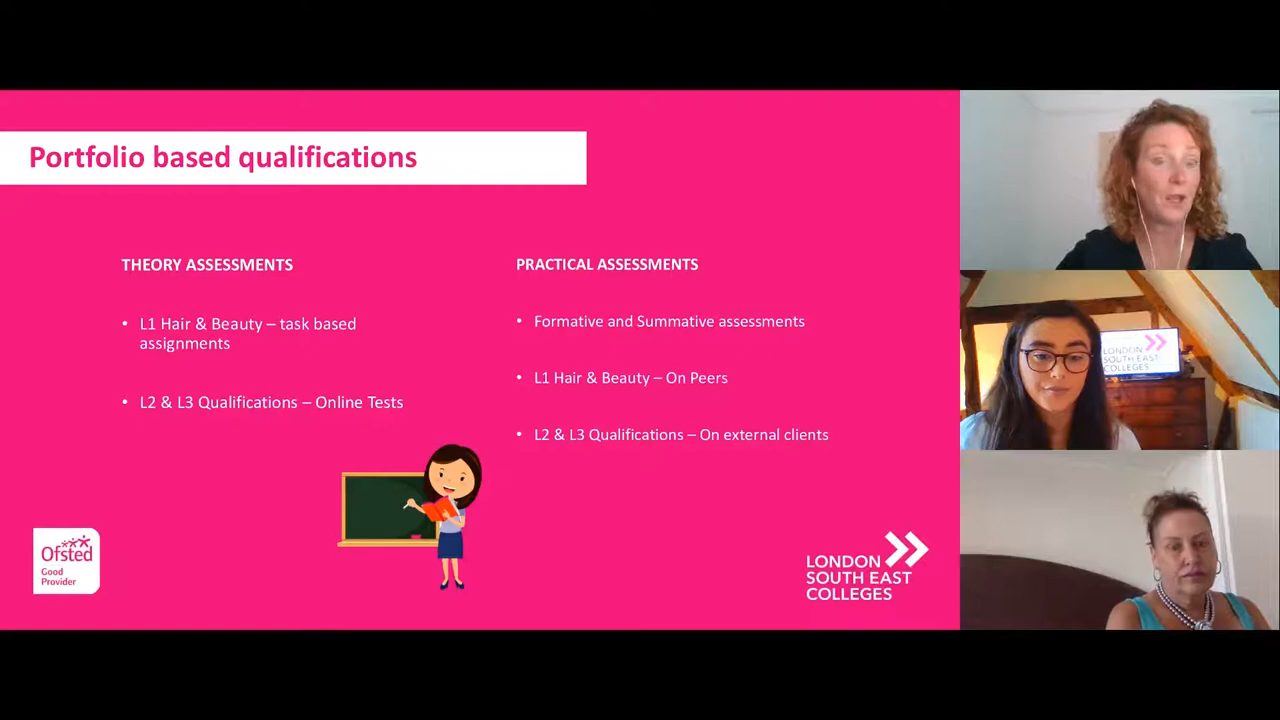 Portfolio based qualifications
THEORY ASSESSMENTS
• L1 Hair & Beauty – task based
assignments
• L2 & L3 Qualifications – Online Tests
PRACTICAL ASSESSMENTS
• Formative and Summative assessments
• L1 Hair & Beauty – On Peers
• L2 & L3 Qualifications – On external clients
Ofsted
Good
Provider
LONDON
SOUTH EAST
COLLEGES
LONDON
SOUTH EAST
COLLEGES